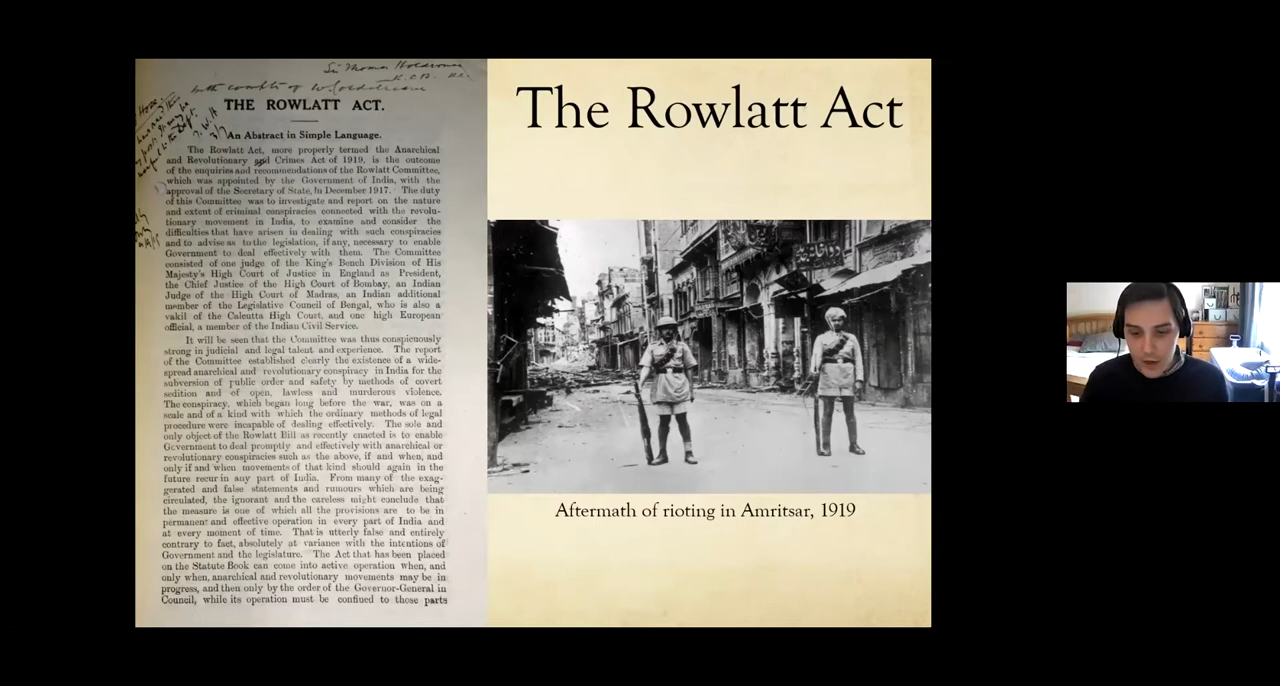 Sir Thomas Holderness
K.C.B.
THE ROWLATT ACT.
An Abstract in Simple Language.
The Rowlatt Act, more properly termed the Anarchical
and Revolutionary and Crimes Act of 1919, is the outcome
of the enquiries and recommendations of the Rowlatt Committee,
which was appointed by the Government of India, with the
approval of the Secretary of State, in December 1917. The duty
of this Committee was to investigate and report on the nature
and extent of criminal conspiracies connected with the revolu-
tionary movement in India, to examine and consider the
difficulties that have arisen in dealing with such conspiracies
and to advise as to the legislation, if any, necessary to enable
Government to deal effectively with them. The Committee
consisted of one judge of the King's Bench Division of His
Majesty's High Court of Justice in England as President,
the Chief Justice of the High Court of Bombay, an Indian
Judge of the High Court of Madras, an Indian additional
member of the Legislative Council of Bengal, who is also a
vakil of the Calcutta High Court, and one high European
official, a member of the Indian Civil Service.
It will be seen that the Committee was thus conspicuously
strong in judicial and legal talent and experience. The report
of the Committee established clearly the existence of a wide-
spread anarchical and revolutionary conspiracy in India for the
subversion of public order and safety by methods of covert
sedition and of open, lawless and murderous violence.
The conspiracy, which began long before the war, was on a
scale and of a kind with which the ordinary methods of legal
procedure were incapable of dealing effectively. The sole and
only object of the Rowlatt Bill as recently enacted is to enable
Government to deal promptly and effectively with anarchical or
revolutionary conspiracies such as the above, if and when, and
only if and when movements of that kind should again in the
future recur in any part of India. From many of the exag-
gerated and false statements and rumours which are being
circulated, the ignorant and the careless might conclude that
the measure is one of which all the provisions are to be in
permanent and effective operation in every part of India and
at every moment of time. That is utterly false and entirely
contrary to fact, absolutely at variance with the intentions of
Government and the legislature. The Act that has been placed
on the Statute Book can come into active operation when, and
only when, anarchical and revolutionary movements may be in
progress, and then only by the order of the Governor-General in
Council, while its operation must be confined to those parts
The Rowlatt Act
Aftermath of rioting in Amritsar, 1919